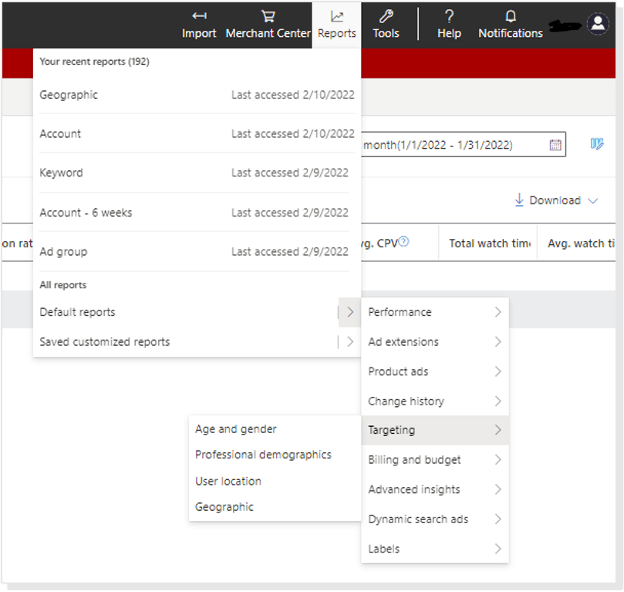 Import
Merchant Center
Reports
Tools
Help
Notifications
Your recent reports (192)
Geographic Last accessed 2/10/2022
Account Last accessed 2/10/2022
month(1/1/2022 - 1/31/2022)
Keyword Last accessed 2/9/2022
Download
Account - 6 weeks Last accessed 2/9/2022
on rat
vg. CPV
Total watch time
Avg. watch ti
Ad group Last accessed 2/9/2022
All reports
Default reports
Saved customized reports
Performance
Ad extensions
Product ads
Change history
Targeting
Billing and budget
Advanced insights
Dynamic search ads
Labels
Age and gender
Professional demographics
User location
Geographic